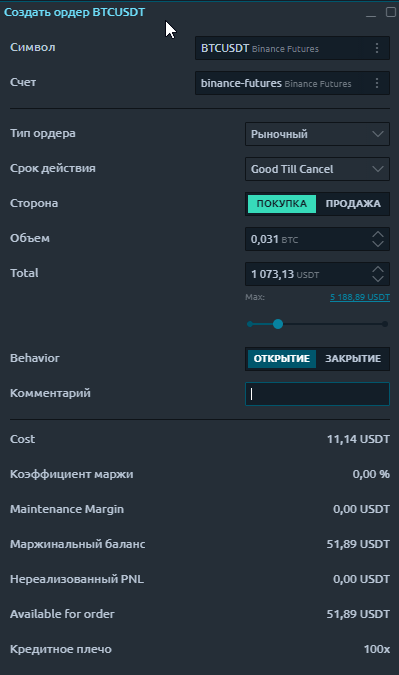 Создать ордер BTCUSDT
Символ BTCUSDT Binance Futures
Счет binance-futures Binance Futures
Тип ордера Рыночный
Срок действия Good Till Cancel
Сторона ПОКУПКА ПРОДАЖА
Объем 0,031 BTC
Total 1 073,13 USDT
Max: 5 188,89 USDT
Behavior ОТКРЫТИЕ ЗАКРЫТИЕ
Комментарий
Cost 11,14 USDT
Коэффициент маржи 0,00 %
Maintenance Margin 0,00 USDT
Маржинальный баланс 51,89 USDT
Нереализованный PNL 0,00 USDT
Available for order 51,89 USDT
Кредитное плечо 100x